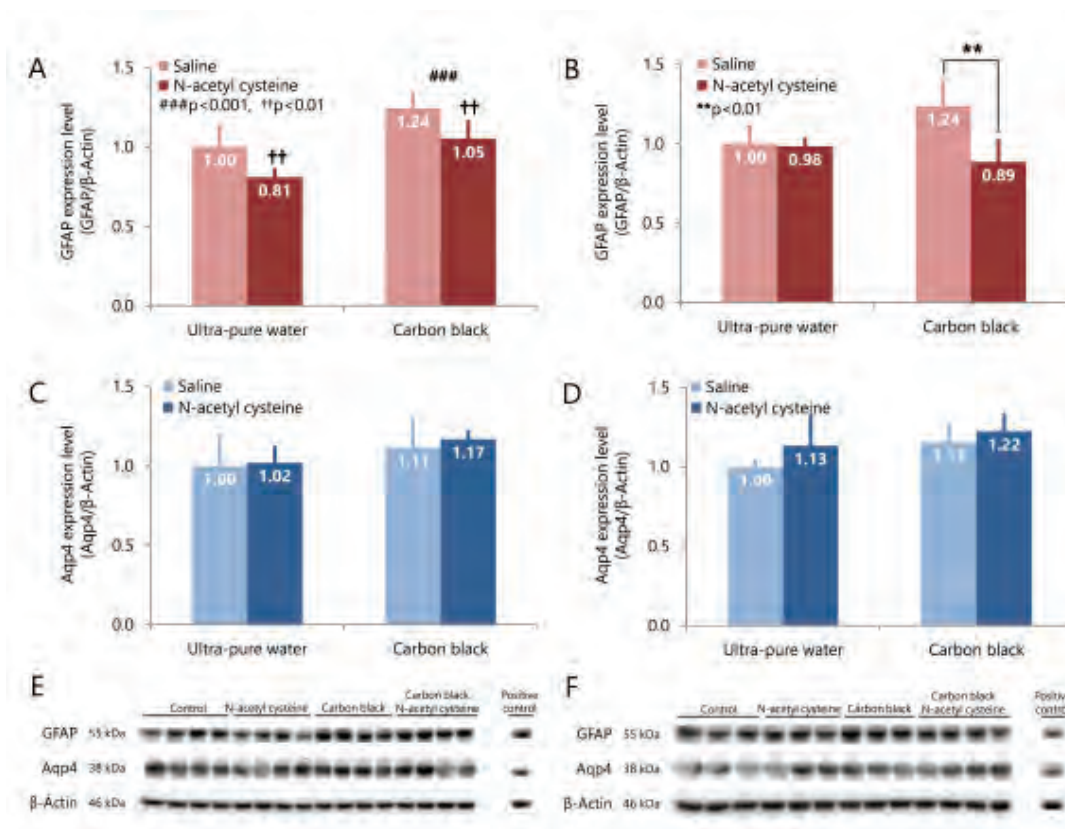 A
Saline
N-acetyl cysteine
###p<0.001, ††p<0.01
GFAP expression level
(GFAP/β-Actin)
1.5
1.0
0.5
0.0
1.00
††
0.81
###
1.24
††
1.05
Ultra-pure water
Carbon black
B
Saline
N-acetyl cysteine
**p<0.01
GFAP expression level
(GFAP/β-Actin)
1.5
1.0
0.5
0.0
1.00
0.98
**
1.24
0.89
Ultra-pure water
Carbon black
C
Saline
N-acetyl cysteine
Aqp4 expression level
(Aqp4/β-Actin)
1.5
1.0
0.5
0.0
1.00
1.02
1.11
1.17
Ultra-pure water
Carbon black
D
Saline
N-acetyl cysteine
Aqp4 expression level
(Aqp4/β-Actin)
1.5
1.0
0.5
0.0
1.00
1.13
1.22
Ultra-pure water
Carbon black
E
Control
N-acetyl cysteine
Carbon black
Carbon black
N-acetyl cysteine
Positive
control
GFAP 55 kDa
Aqp4 38 kDa
β-Actin 46 kDa
F
Control
N-acetyl cysteine
Carbon black
Carbon black
N-acetyl cysteine
GFAP 55 kDa
Aqp4 38 kDa
β-Actin 46 kDa